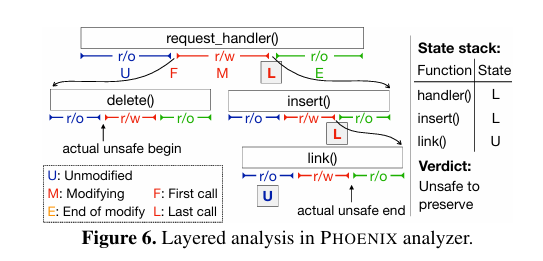 request_handler()
r/o r/w r/o
U F M L E
delete()
r/o r/w r/o
actual unsafe begin
insert()
r/o r/w r/o
L
link()
r/o r/w r/o
U
actual unsafe end
U: Unmodified
M: Modifying F: First call
E: End of modify L: Last call
State stack:
Function State
handler() L
insert() L
link() U
Verdict:
Unsafe to
preserve
Figure 6. Layered analysis in PHOENIX analyzer.